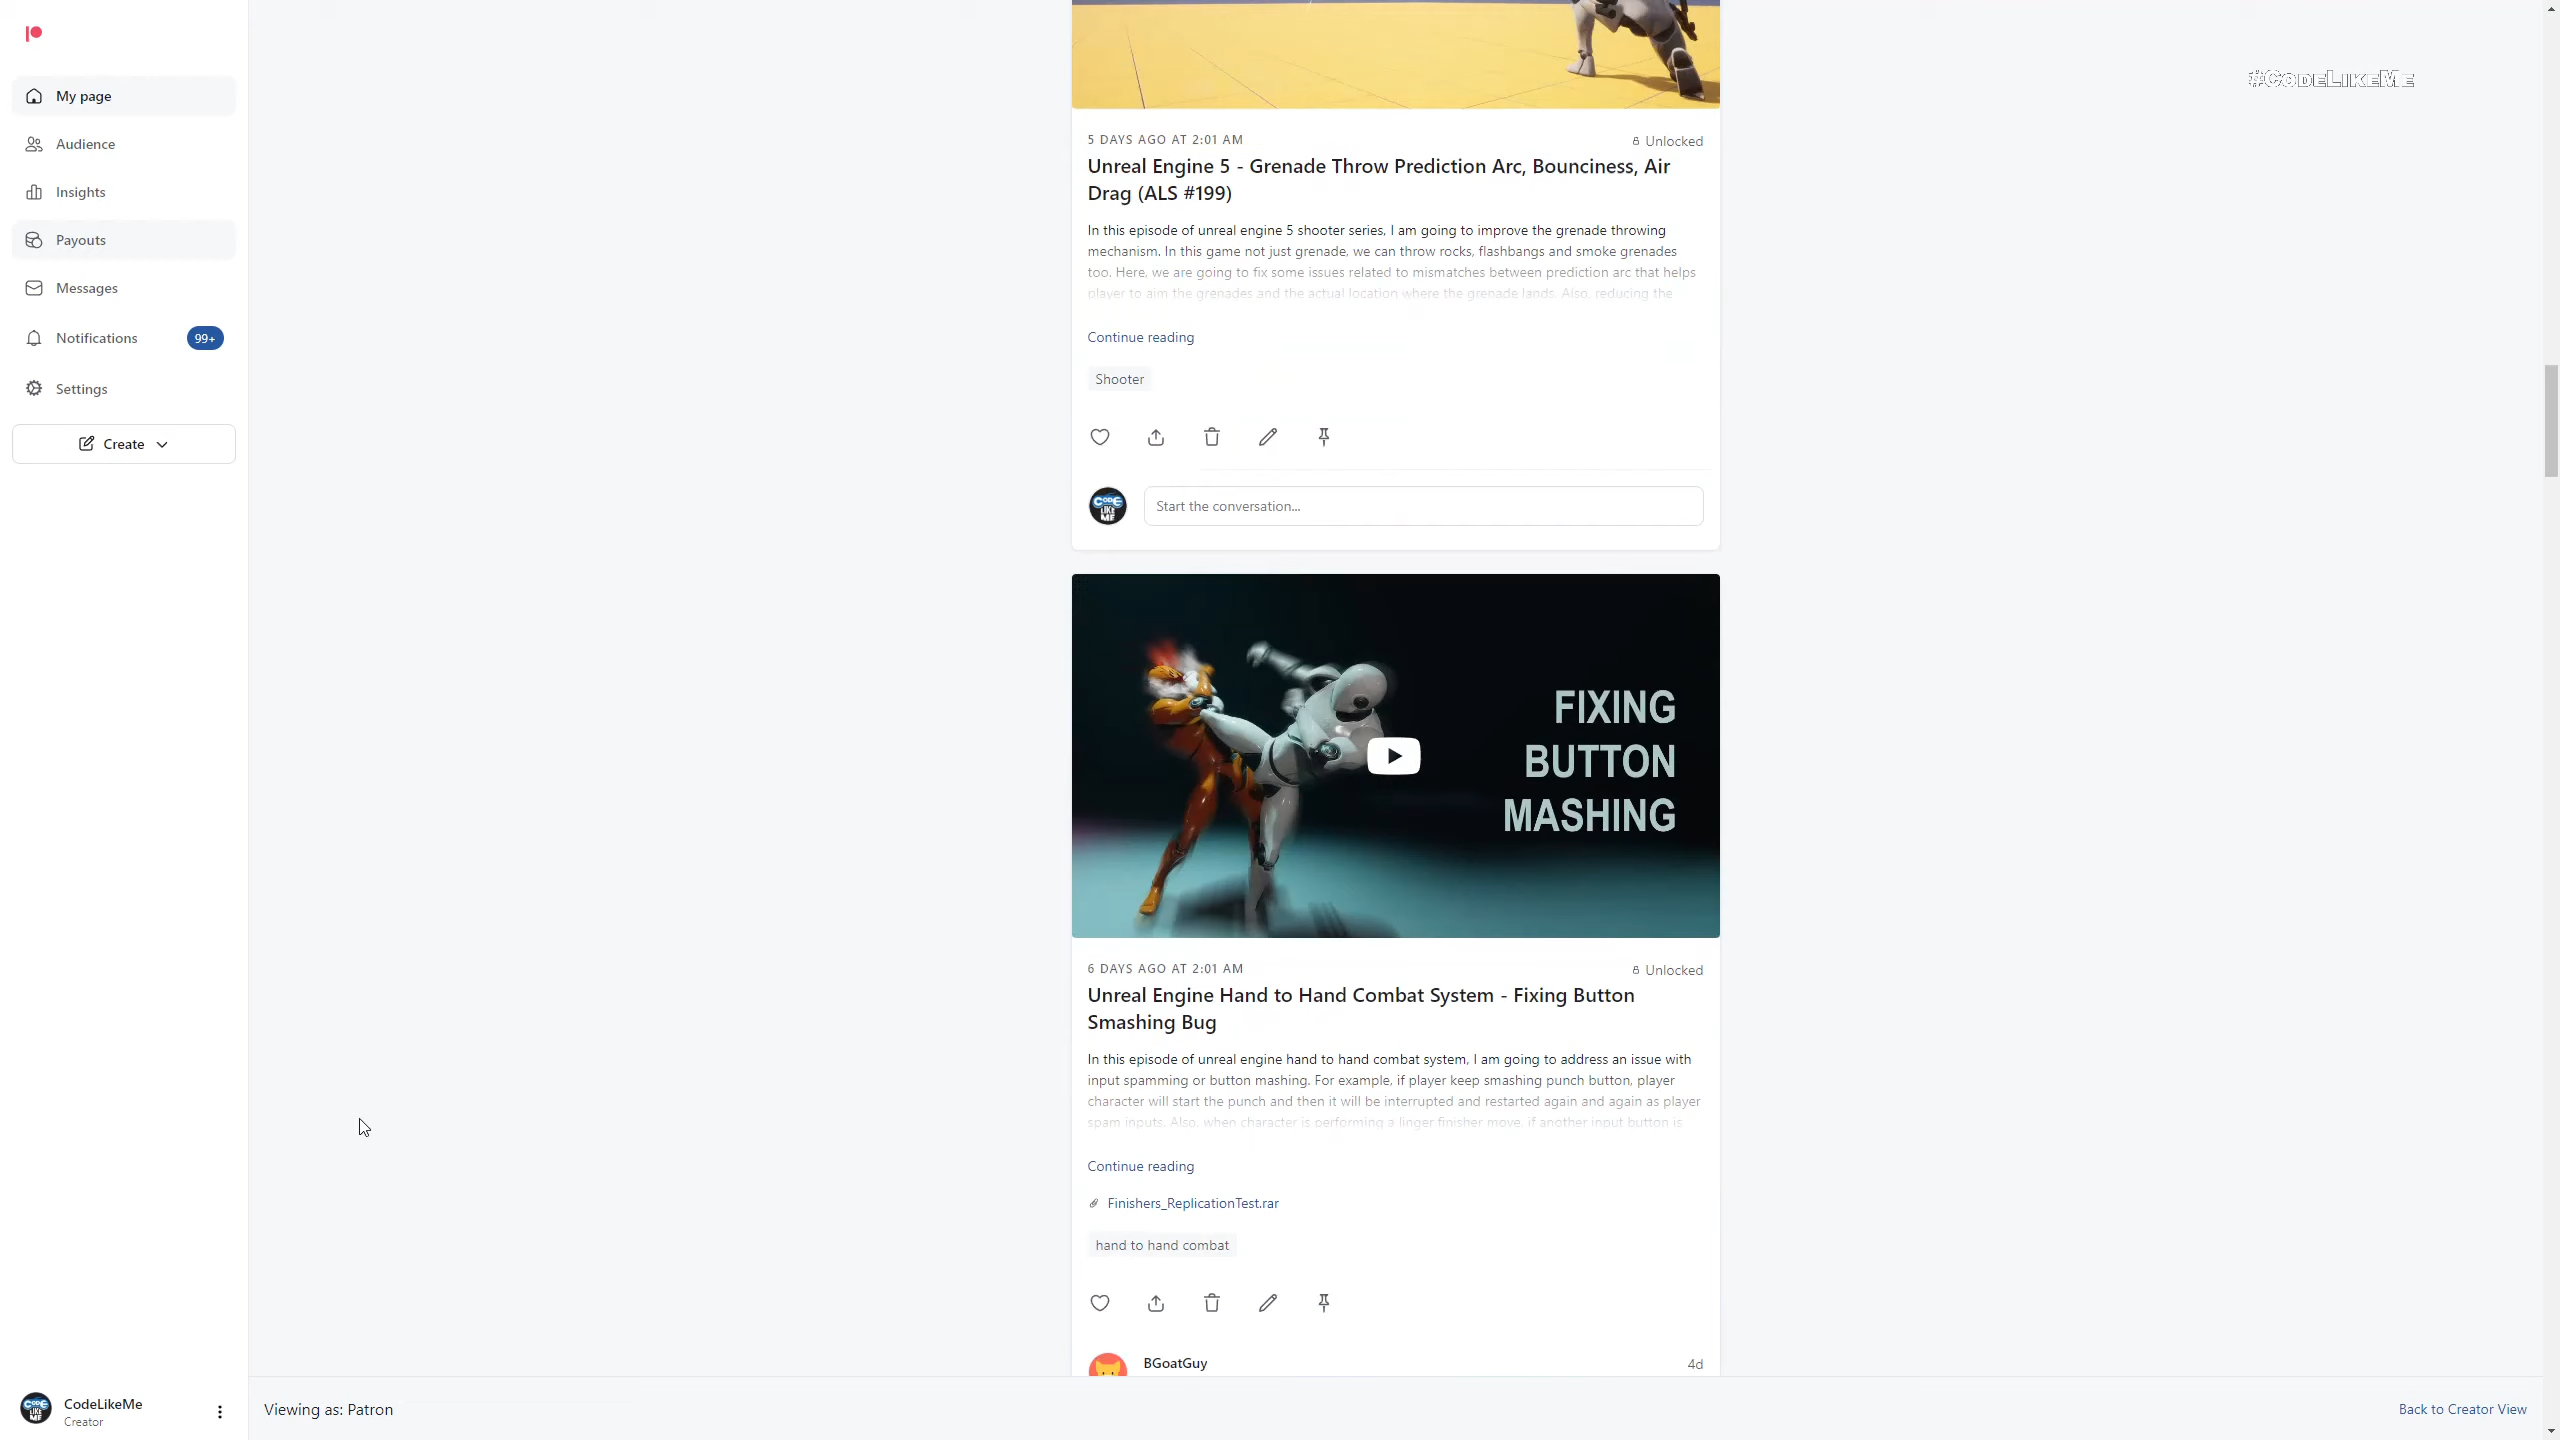 My page
Audience
Insights
Payouts
Messages
Notifications 99+
Settings
Create
#CodeLikeMe
5 DAYS AGO AT 2:01 AM
Unlocked
Unreal Engine 5 - Grenade Throw Prediction Arc, Bounciness, Air
Drag (ALS #199)
In this episode of unreal engine 5 shooter series, I am going to improve the grenade throwing
mechanism. In this game not just grenade, we can throw rocks, flashbangs and smoke grenades
too. Here, we are going to fix some issues related to mismatches between prediction arc that helps
player to aim the grenades and the actual location where the grenade lands. Also, reducing the
Continue reading
Shooter
CODE
LIKE
ME
Start the conversation...
FIXING
BUTTON
MASHING
6 DAYS AGO AT 2:01 AM
Unlocked
Unreal Engine Hand to Hand Combat System - Fixing Button
Smashing Bug
In this episode of unreal engine hand to hand combat system, I am going to address an issue with
input spamming or button mashing. For example, if player keep smashing punch button, player
character will start the punch and then it will be interrupted and restarted again and again as player
spam inputs. Also, when character is performing a linger finisher move, if another input button is
Continue reading
Finishers_ReplicationTest.rar
hand to hand combat
BGoatGuy
4d
CODE
LIKE
ME
CodeLikeMe
Creator
Viewing as: Patron
Back to Creator View